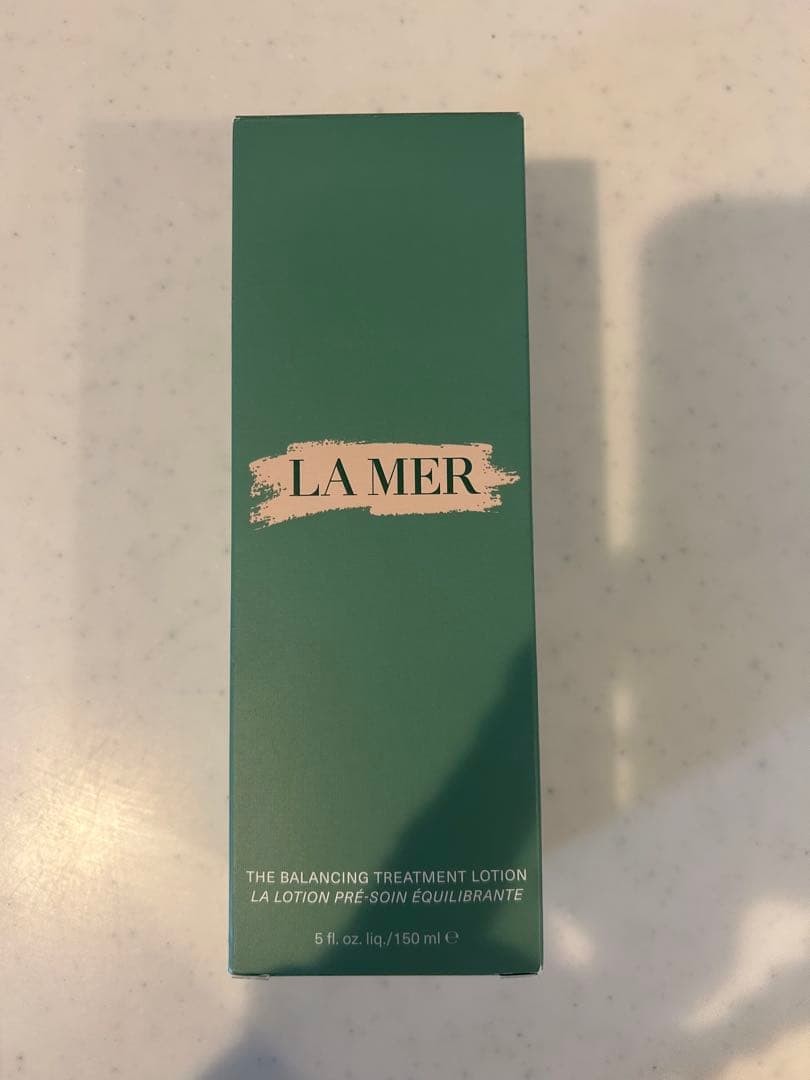 LA MER
THE BALANCING TREATMENT LOTION
LA LOTION PRÉ-SOIN ÉQUILIBRANTE
5 fl. oz. liq./150 ml ℮